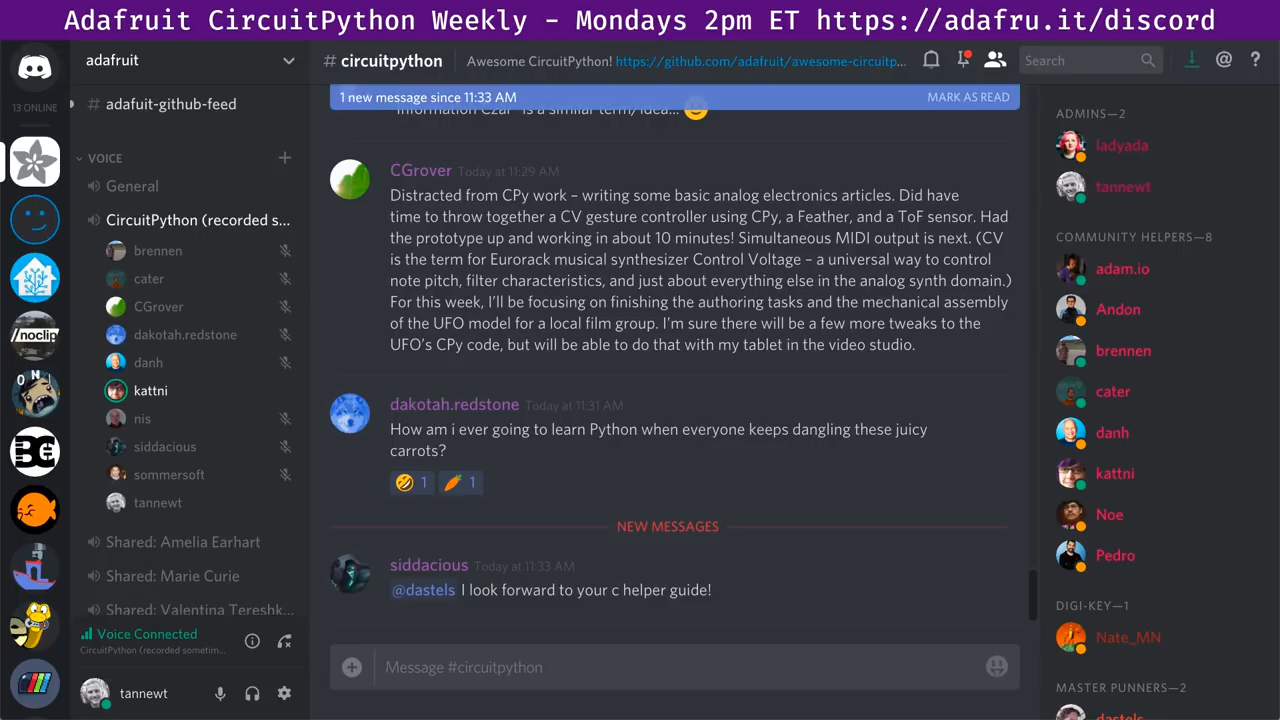 Adafruit CircuitPython Weekly – Mondays 2pm ET https://adafru.it/discord
13 ONLINE
/noclip
adafruit
adafuit-github-feed
VOICE
General
CircuitPython (recorded s...
brennen
cater
CGrover
dakotah.redstone
danh
kattni
nis
siddacious
sommersoft
tannewt
Shared: Amelia Earhart
Shared: Marie Curie
Shared: Valentina Tereshk...
Voice Connected
CircuitPython (recorded sometim...
tannewt
# circuitpython
Awesome CircuitPython! https://github.com/adafruit/awesome-circuitp...
Search
1 new message since 11:33 AM
MARK AS READ
"Information Czar" is a similar term/idea...
CGrover Today at 11:29 AM
Distracted from CPy work – writing some basic analog electronics articles. Did have
time to throw together a CV gesture controller using CPy, a Feather, and a ToF sensor. Had
the prototype up and working in about 10 minutes! Simultaneous MIDI output is next. (CV
is the term for Eurorack musical synthesizer Control Voltage – a universal way to control
note pitch, filter characteristics, and just about everything else in the analog synth domain.)
For this week, I'll be focusing on finishing the authoring tasks and the mechanical assembly
of the UFO model for a local film group. I'm sure there will be a few more tweaks to the
UFO's CPy code, but will be able to do that with my tablet in the video studio.
dakotah.redstone Today at 11:31 AM
How am i ever going to learn Python when everyone keeps dangling these juicy
carrots?
1 1
NEW MESSAGES
siddacious Today at 11:33 AM
@dastels I look forward to your c helper guide!
Message #circuitpython
ADMINS—2
ladyada
tannewt
COMMUNITY HELPERS—8
adam.io
Andon
brennen
cater
danh
kattni
Noe
Pedro
DIGI-KEY—1
Nate_MN
MASTER PUNNERS—2
dastels